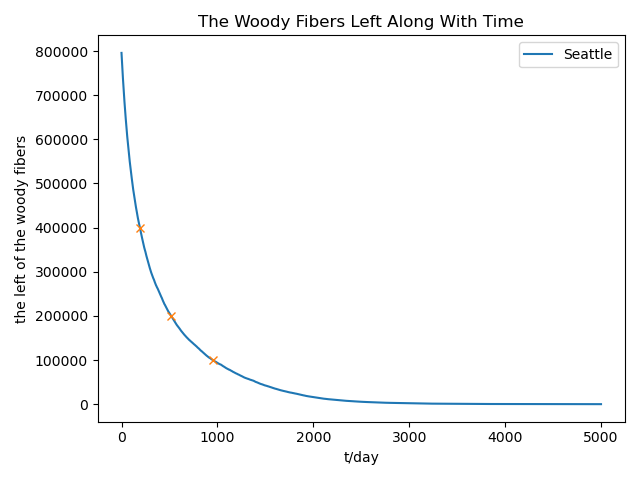 The Woody Fibers Left Along With Time
Seattle
the left of the woody fibers
800000
700000
600000
500000
400000
300000
200000
100000
0
0 1000 2000 3000 4000 5000
t/day